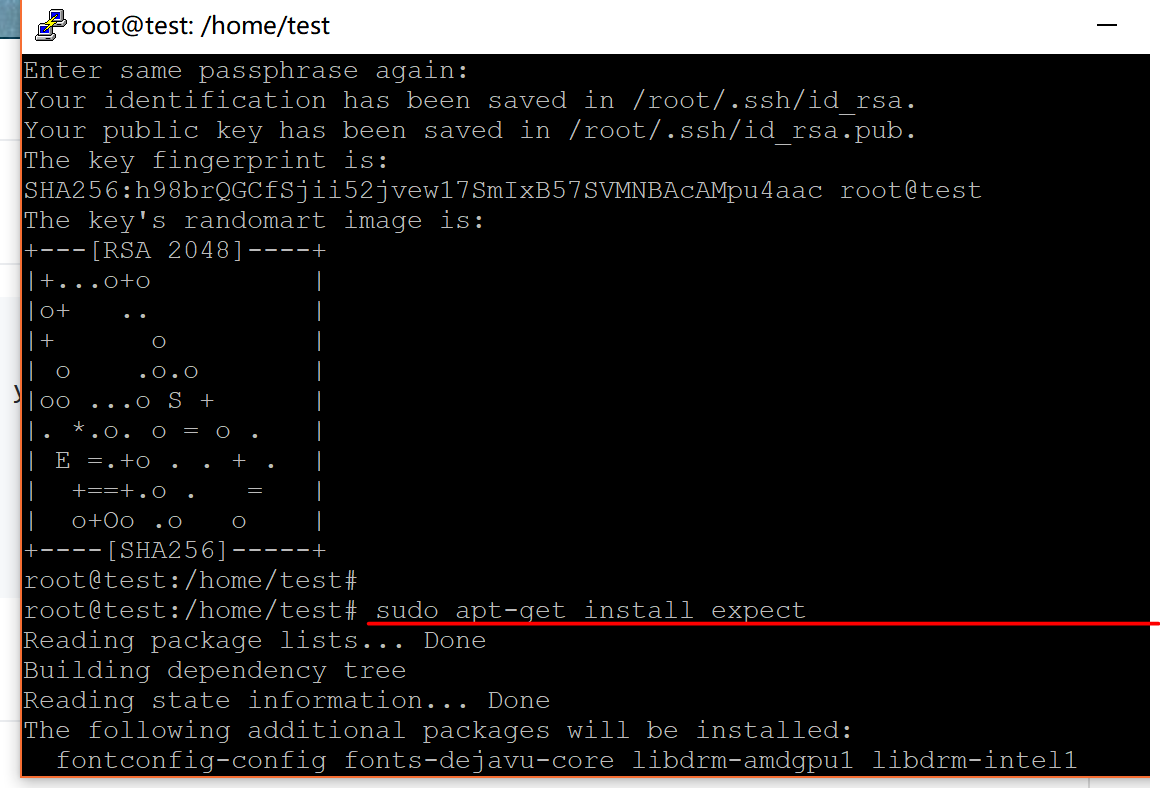 root@test: /home/test
Enter same passphrase again:
Your identification has been saved in /root/.ssh/id_rsa.
Your public key has been saved in /root/.ssh/id_rsa.pub.
The key fingerprint is:
SHA256:h98brQGCfSjii52jvew17SmIxB57SVMNBAcAMpu4aac root@test
The key's randomart image is:
+---[RSA 2048]----+
|+...o+o          |
|o+   ..          |
|+      o         |
| o    .o.o       |
|oo ...o S +      |
|. *.o. o = o .   |
| E =.+o . . + .  |
|  +==+.o .   =   |
|  o+Oo .o   o    |
+----[SHA256]-----+
root@test:/home/test#
root@test:/home/test# sudo apt-get install expect
Reading package lists... Done
Building dependency tree
Reading state information... Done
The following additional packages will be installed:
  fontconfig-config fonts-dejavu-core libdrm-amdgpu1 libdrm-intel1